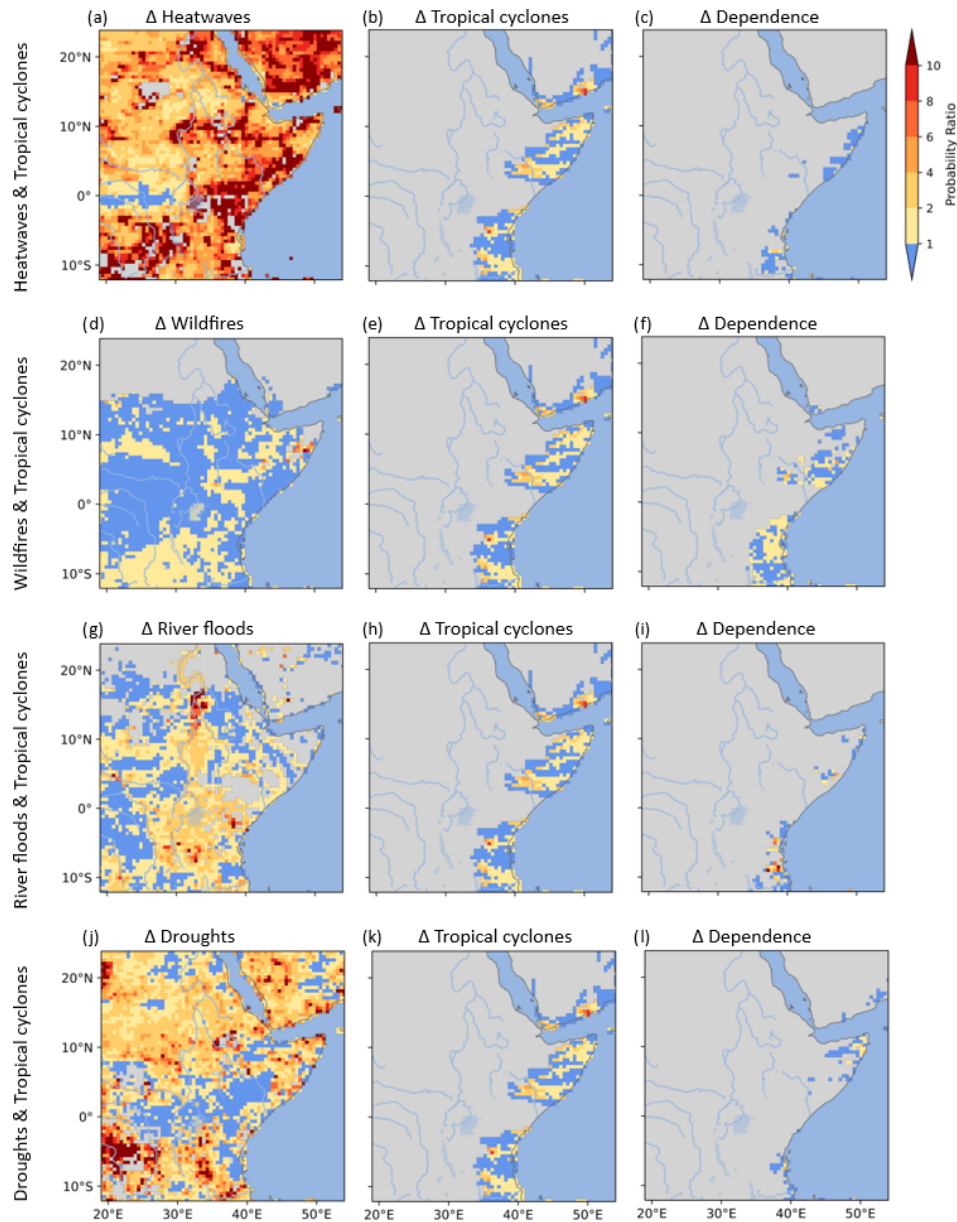 (a) Δ Heatwaves
(b) Δ Tropical cyclones
(c) Δ Dependence
Heatwaves & Tropical cyclones
20°N
10°N
0°
10°S
10
8
6
4
2
1
Probability Ratio
(d) Δ Wildfires
(e) Δ Tropical cyclones
(f) Δ Dependence
Wildfires & Tropical cyclones
20°N
10°N
0°
10°S
(g) Δ River floods
(h) Δ Tropical cyclones
(i) Δ Dependence
River floods & Tropical cyclones
20°N
10°N
0°
10°S
(j) Δ Droughts
(k) Δ Tropical cyclones
(l) Δ Dependence
Droughts & Tropical cyclones
20°N
10°N
0°
10°S
20°E 30°E 40°E 50°E
20°E 30°E 40°E 50°E
20°E 30°E 40°E 50°E